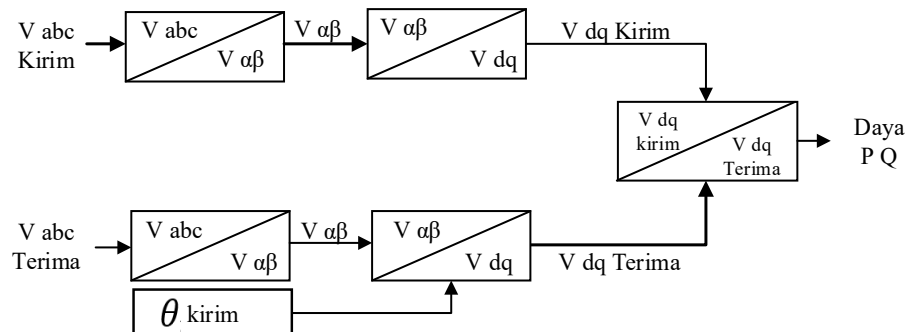 V abc
Kirim
V abc
V αβ
V αβ
V αβ
V dq
V dq Kirim
V dq
kirim
V dq
Terima
Daya
P Q
V abc
Terima
V abc
V αβ
V αβ
V αβ
V dq
V dq Terima
θ kirim